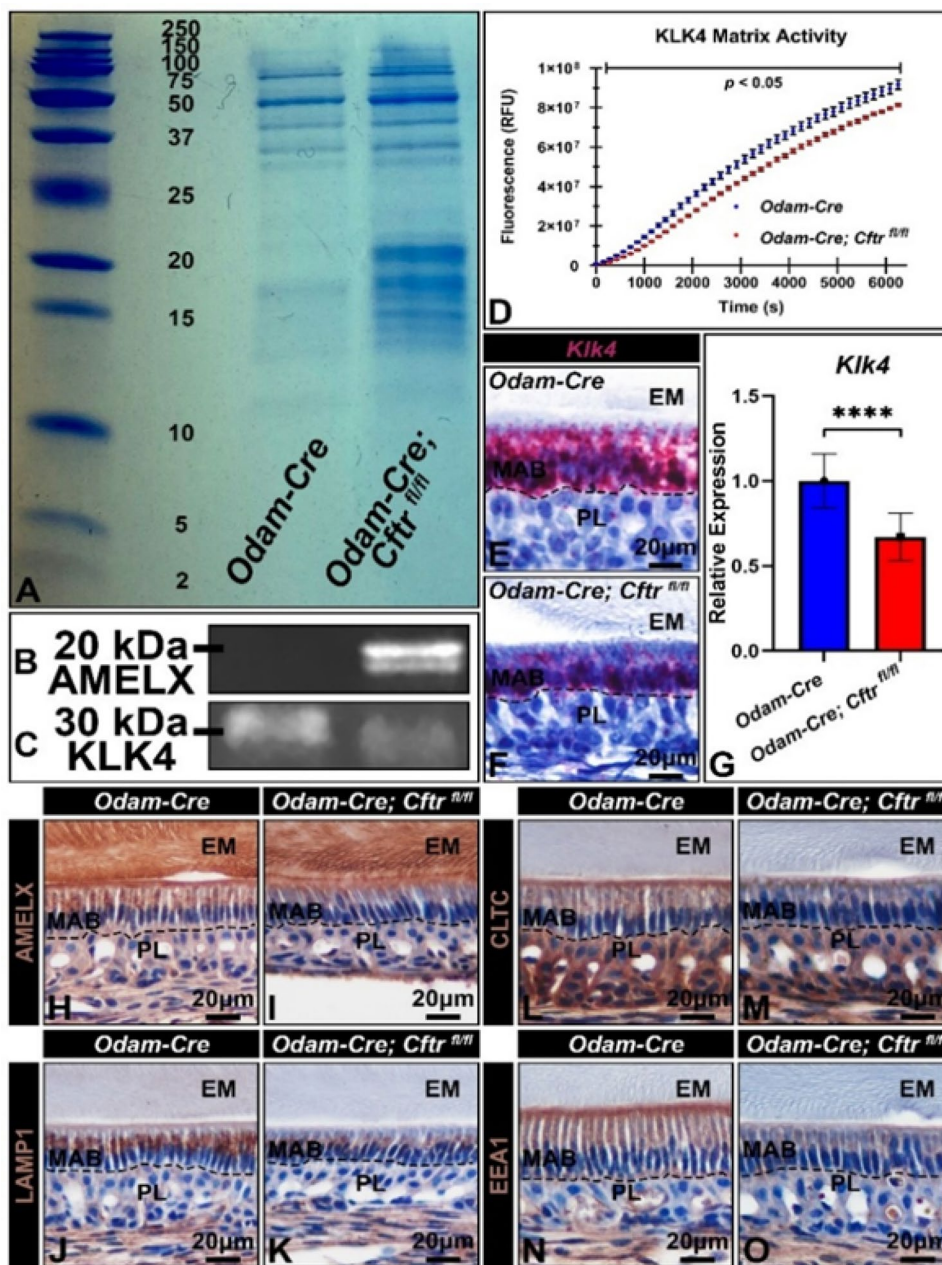 250
150
100
75
50
37
25
20
15
10
5
2
Odam-Cre
Odam-Cre;
Cftr fl/fl
A
B
20 kDa
AMELX
C
30 kDa
KLK4
KLK4 Matrix Activity
p < 0.05
Fluorescence (RFU)
1×10⁸
8×10⁷
6×10⁷
4×10⁷
2×10⁷
0
0 1000 2000 3000 4000 5000 6000
Time (s)
Odam-Cre
Odam-Cre; Cftr fl/fl
D
Klk4
Odam-Cre
EM
MAB
PL
20μm
E
Odam-Cre; Cftr fl/fl
EM
MAB
PL
20μm
F
Klk4
****
Relative Expression
1.5
1.0
0.5
0.0
Odam-Cre
Odam-Cre; Cftr fl/fl
G
Odam-Cre
Odam-Cre; Cftr fl/fl
AMELX
EM
MAB
PL
20μm
H
EM
MAB
PL
20μm
I
Odam-Cre
Odam-Cre; Cftr fl/fl
CLTC
EM
MAB
PL
20μm
L
EM
MAB
PL
20μm
M
Odam-Cre
Odam-Cre; Cftr fl/fl
LAMP1
EM
MAB
PL
20μm
J
EM
MAB
PL
20μm
K
Odam-Cre
Odam-Cre; Cftr fl/fl
EEA1
EM
MAB
PL
20μm
N
EM
MAB
PL
20μm
O